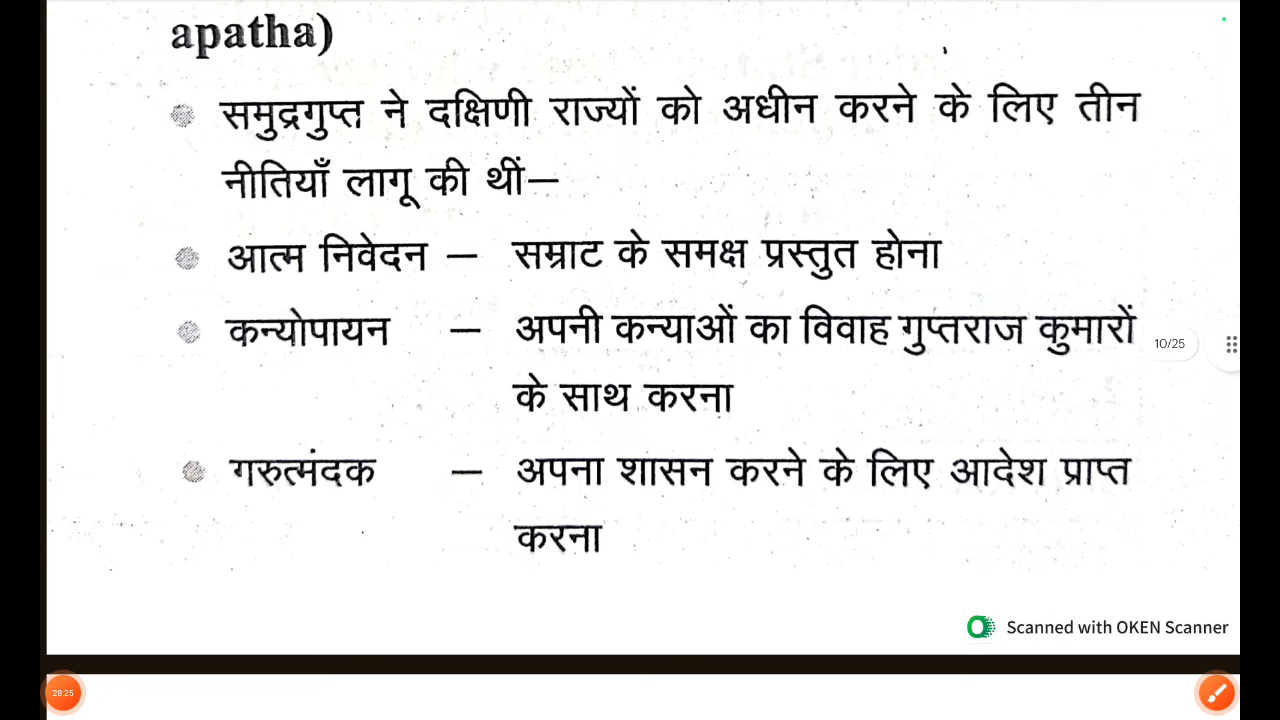 apatha)
समुद्रगुप्त ने दक्षिणी राज्यों को अधीन करने के लिए तीन
नीतियाँ लागू की थीं—
आत्म निवेदन — सम्राट के समक्ष प्रस्तुत होना
कन्योपायन — अपनी कन्याओं का विवाह गुप्तराज कुमारों
के साथ करना
10/25
गरुत्मंदक — अपना शासन करने के लिए आदेश प्राप्त
करना
Scanned with OKEN Scanner
28:25